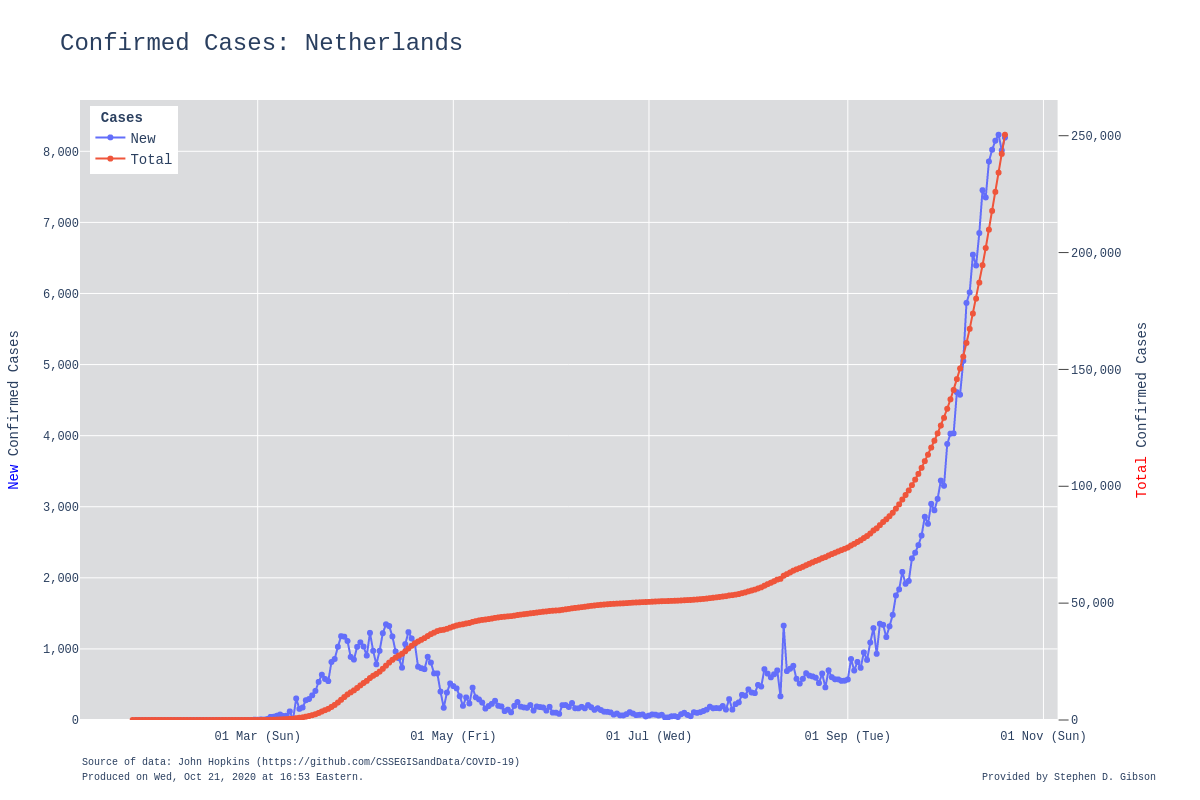 Confirmed Cases: Netherlands
Cases
New
Total
8,000
7,000
6,000
5,000
4,000
3,000
2,000
1,000
0
250,000
200,000
150,000
100,000
50,000
0
New Confirmed Cases
Total Confirmed Cases
01 Mar (Sun)
01 May (Fri)
01 Jul (Wed)
01 Sep (Tue)
01 Nov (Sun)
Source of data: John Hopkins (https://github.com/CSSEGISandData/COVID-19)
Produced on Wed, Oct 21, 2020 at 16:53 Eastern.
Provided by Stephen D. Gibson